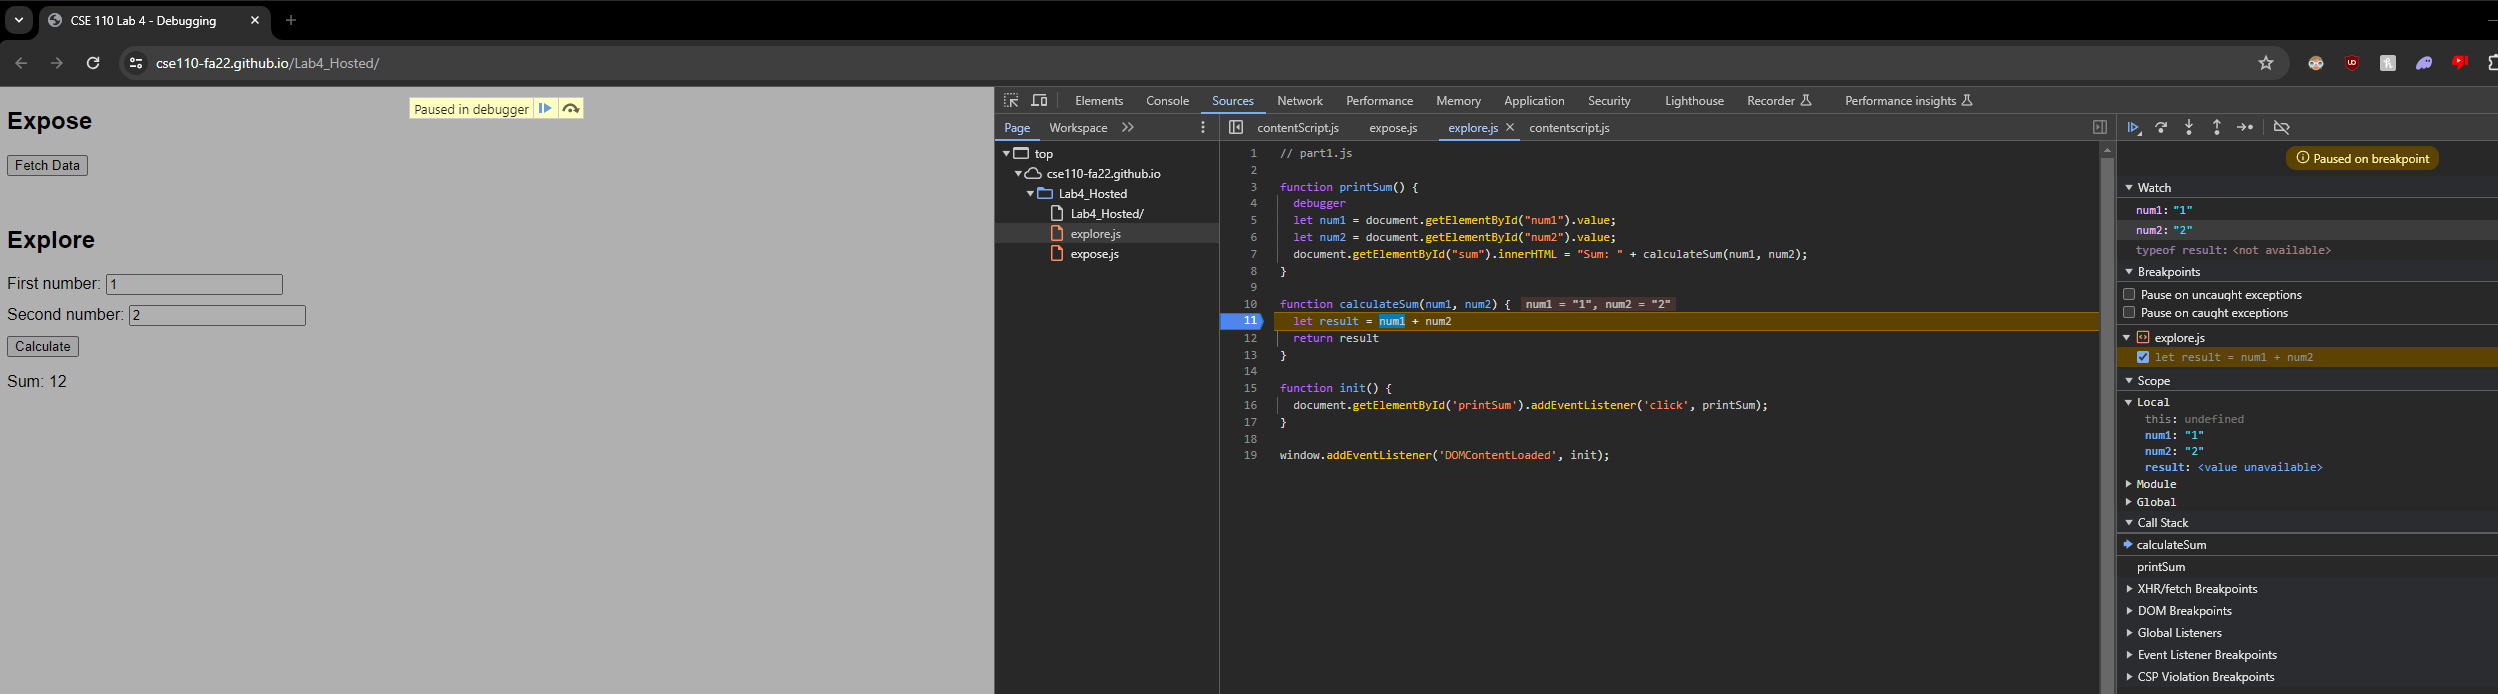 CSE 110 Lab 4 - Debugging
cse110-fa22.github.io/Lab4_Hosted/
Paused in debugger
Expose
Fetch Data
Explore
First number: 1
Second number: 2
Calculate
Sum: 12
Elements Console Sources Network Performance Memory Application Security Lighthouse Recorder Performance insights
Page Workspace
top
cse110-fa22.github.io
Lab4_Hosted
Lab4_Hosted/
explore.js
expose.js
contentScript.js expose.js explore.js contentscript.js
1 // part1.js
2
3 function printSum() {
4 debugger
5 let num1 = document.getElementById("num1").value;
6 let num2 = document.getElementById("num2").value;
7 document.getElementById("sum").innerHTML = "Sum: " + calculateSum(num1, num2);
8 }
9
10 function calculateSum(num1, num2) { num1 = "1", num2 = "2"
11 let result = num1 + num2
12 return result
13 }
14
15 function init() {
16 document.getElementById('printSum').addEventListener('click', printSum);
17 }
18
19 window.addEventListener('DOMContentLoaded', init);
Paused on breakpoint
Watch
num1: "1"
num2: "2"
typeof result: <not available>
Breakpoints
Pause on uncaught exceptions
Pause on caught exceptions
explore.js
let result = num1 + num2
Scope
Local
this: undefined
num1: "1"
num2: "2"
result: <value unavailable>
Module
Global
Call Stack
calculateSum
printSum
XHR/fetch Breakpoints
DOM Breakpoints
Global Listeners
Event Listener Breakpoints
CSP Violation Breakpoints